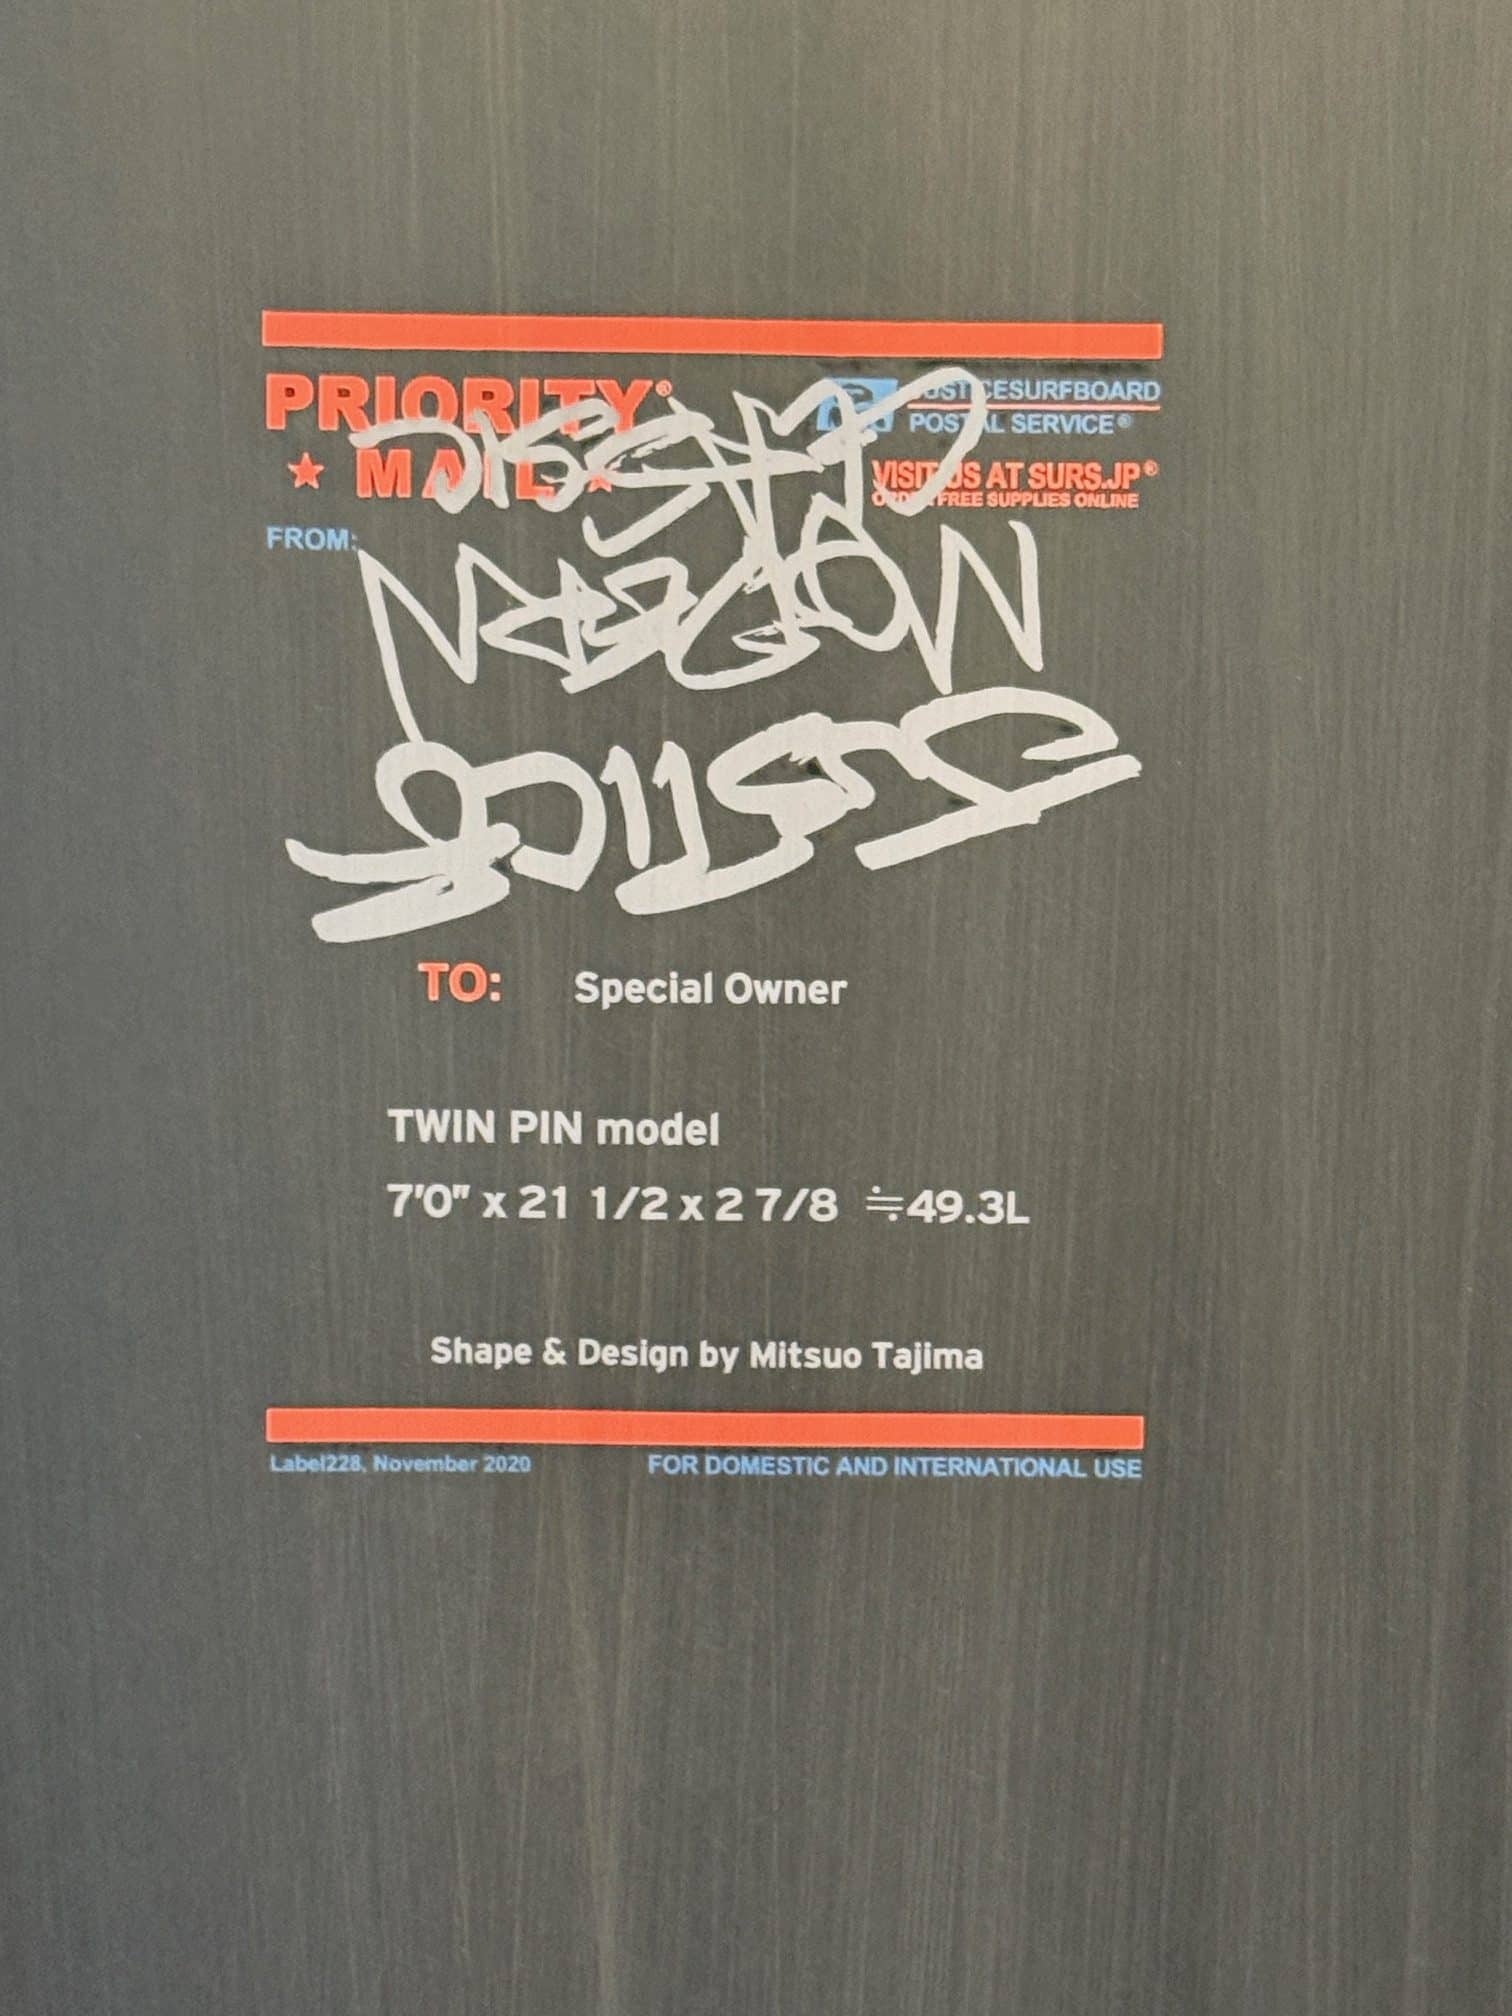 PRIORITY®
★ MAIL ★
JUSTICESURFBOARD
POSTAL SERVICE®
VISIT US AT SURS.JP®
ORDER FREE SUPPLIES ONLINE
FROM:
TO: Special Owner
TWIN PIN model
7'0" x 21 1/2 x 2 7/8 ≒49.3L
Shape & Design by Mitsuo Tajima
Label228, November 2020 FOR DOMESTIC AND INTERNATIONAL USE